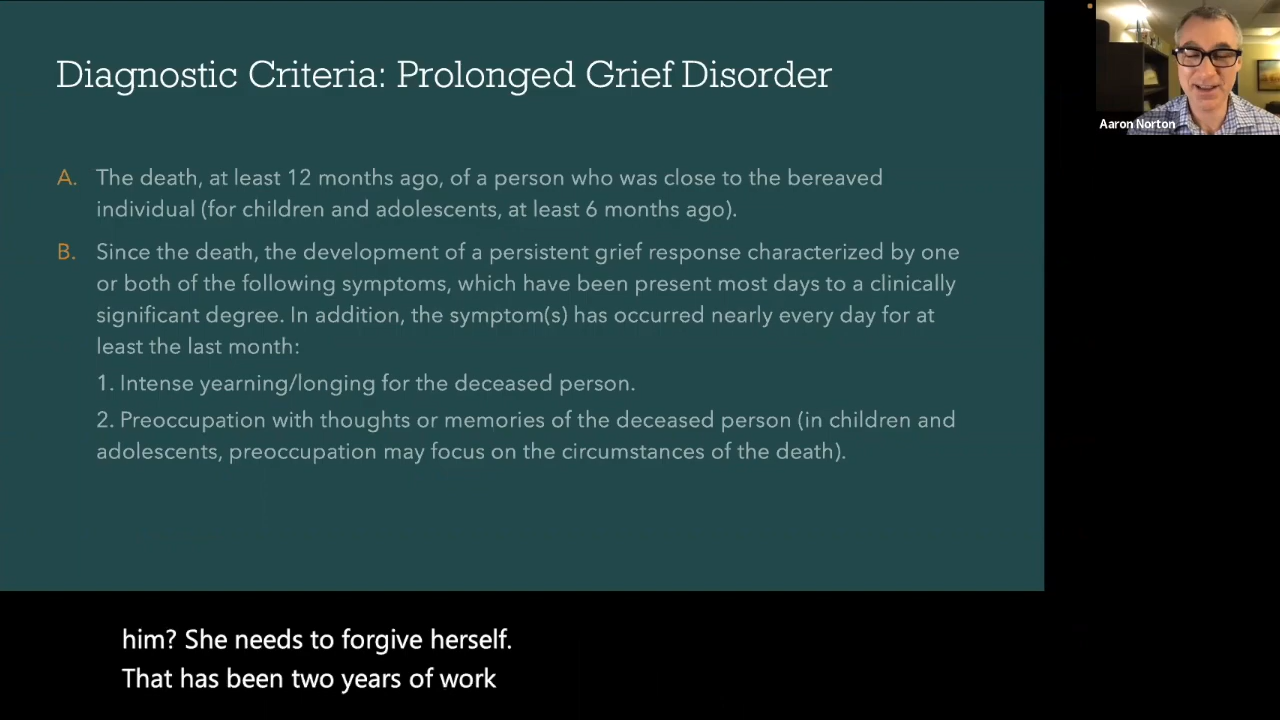 Diagnostic Criteria: Prolonged Grief Disorder
Aaron Norton
A. The death, at least 12 months ago, of a person who was close to the bereaved
individual (for children and adolescents, at least 6 months ago).
B. Since the death, the development of a persistent grief response characterized by one
or both of the following symptoms, which have been present most days to a clinically
significant degree. In addition, the symptom(s) has occurred nearly every day for at
least the last month:
1. Intense yearning/longing for the deceased person.
2. Preoccupation with thoughts or memories of the deceased person (in children and
adolescents, preoccupation may focus on the circumstances of the death).
him? She needs to forgive herself.
That has been two years of work